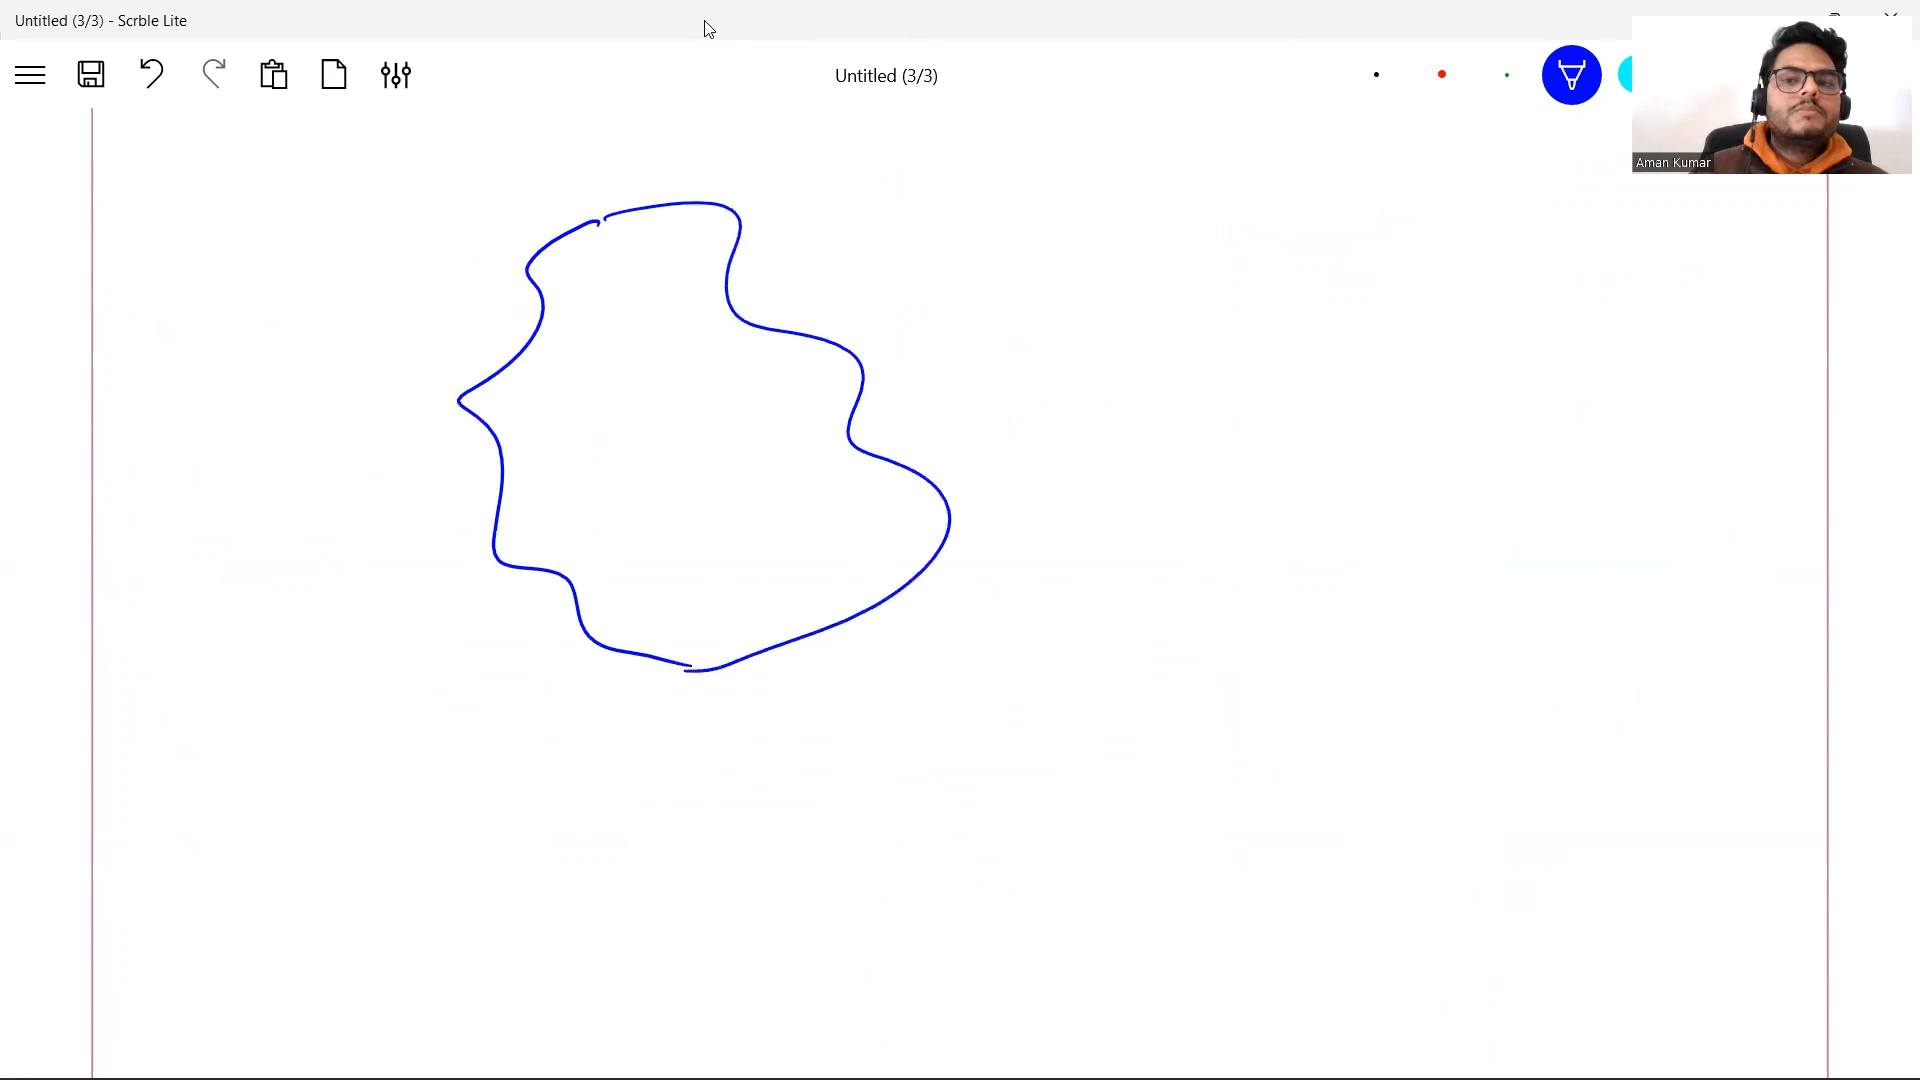 Untitled (3/3) - Scrble Lite
Untitled (3/3)
Aman Kumar